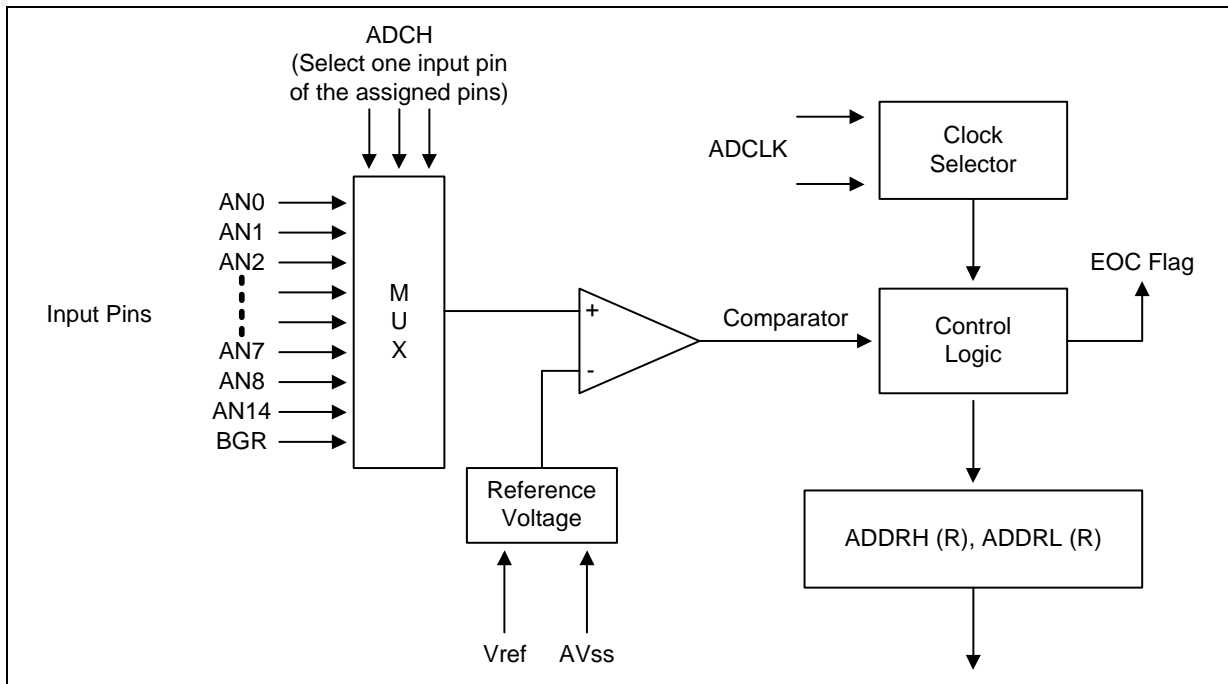 ADCH
(Select one input pin
of the assigned pins)
ADCLK
Clock
Selector
AN0
AN1
AN2
AN7
AN8
AN14
BGR
Input Pins
M
U
X
+
-
Comparator
Control
Logic
EOC Flag
Reference
Voltage
Vref
AVss
ADDRH (R), ADDRL (R)